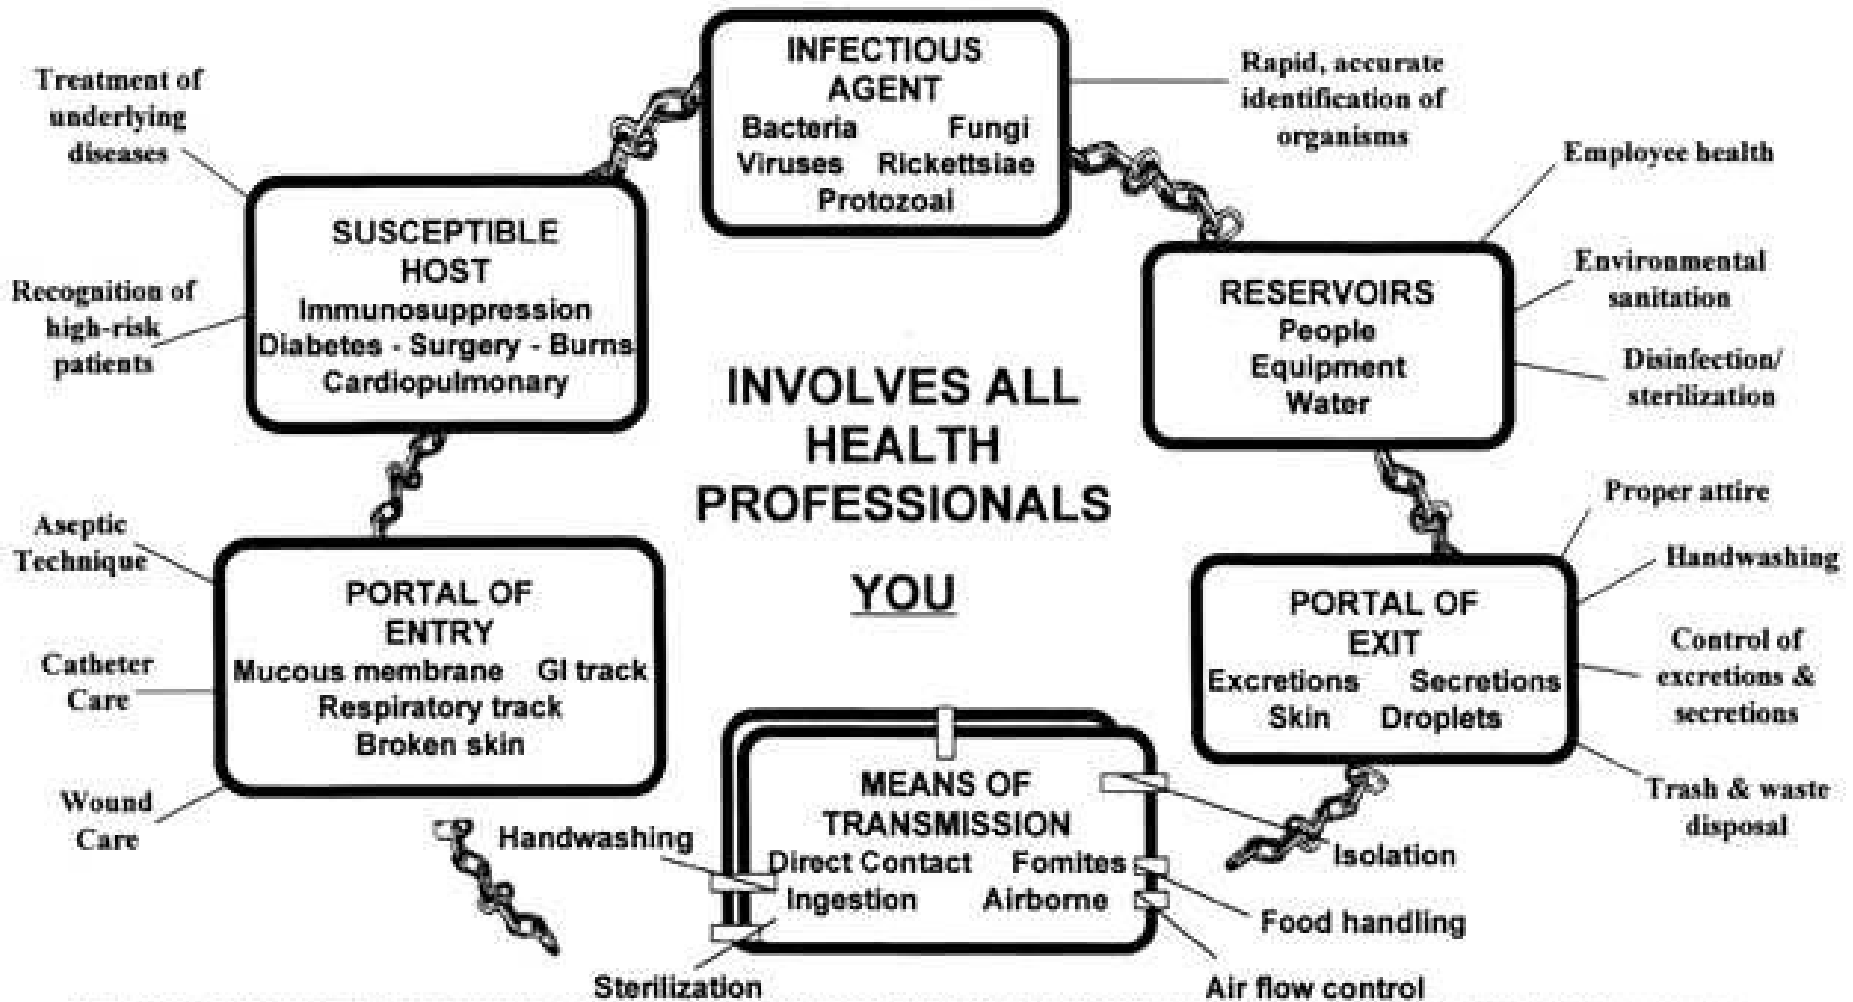 INFECTIOUS
AGENT
Bacteria Fungi
Viruses Rickettsiae
Protozoai
Rapid, accurate
identification of
organisms
Treatment of
underlying
diseases
Recognition of
high-risk
patients
SUSCEPTIBLE
HOST
Immunosuppression
Diabetes - Surgery - Burns
Cardiopulmonary
Employee health
Environmental
sanitation
Disinfection/
sterilization
RESERVOIRS
People
Equipment
Water
INVOLVES ALL
HEALTH
PROFESSIONALS
YOU
Aseptic
Technique
Catheter
Care
Wound
Care
PORTAL OF
ENTRY
Mucous membrane GI track
Respiratory track
Broken skin
Proper attire
Handwashing
Control of
excretions &
secretions
Trash & waste
disposal
PORTAL OF
EXIT
Excretions Secretions
Skin Droplets
MEANS OF
TRANSMISSION
Direct Contact Fomites
Ingestion Airborne
Handwashing
Sterilization
Isolation
Food handling
Air flow control